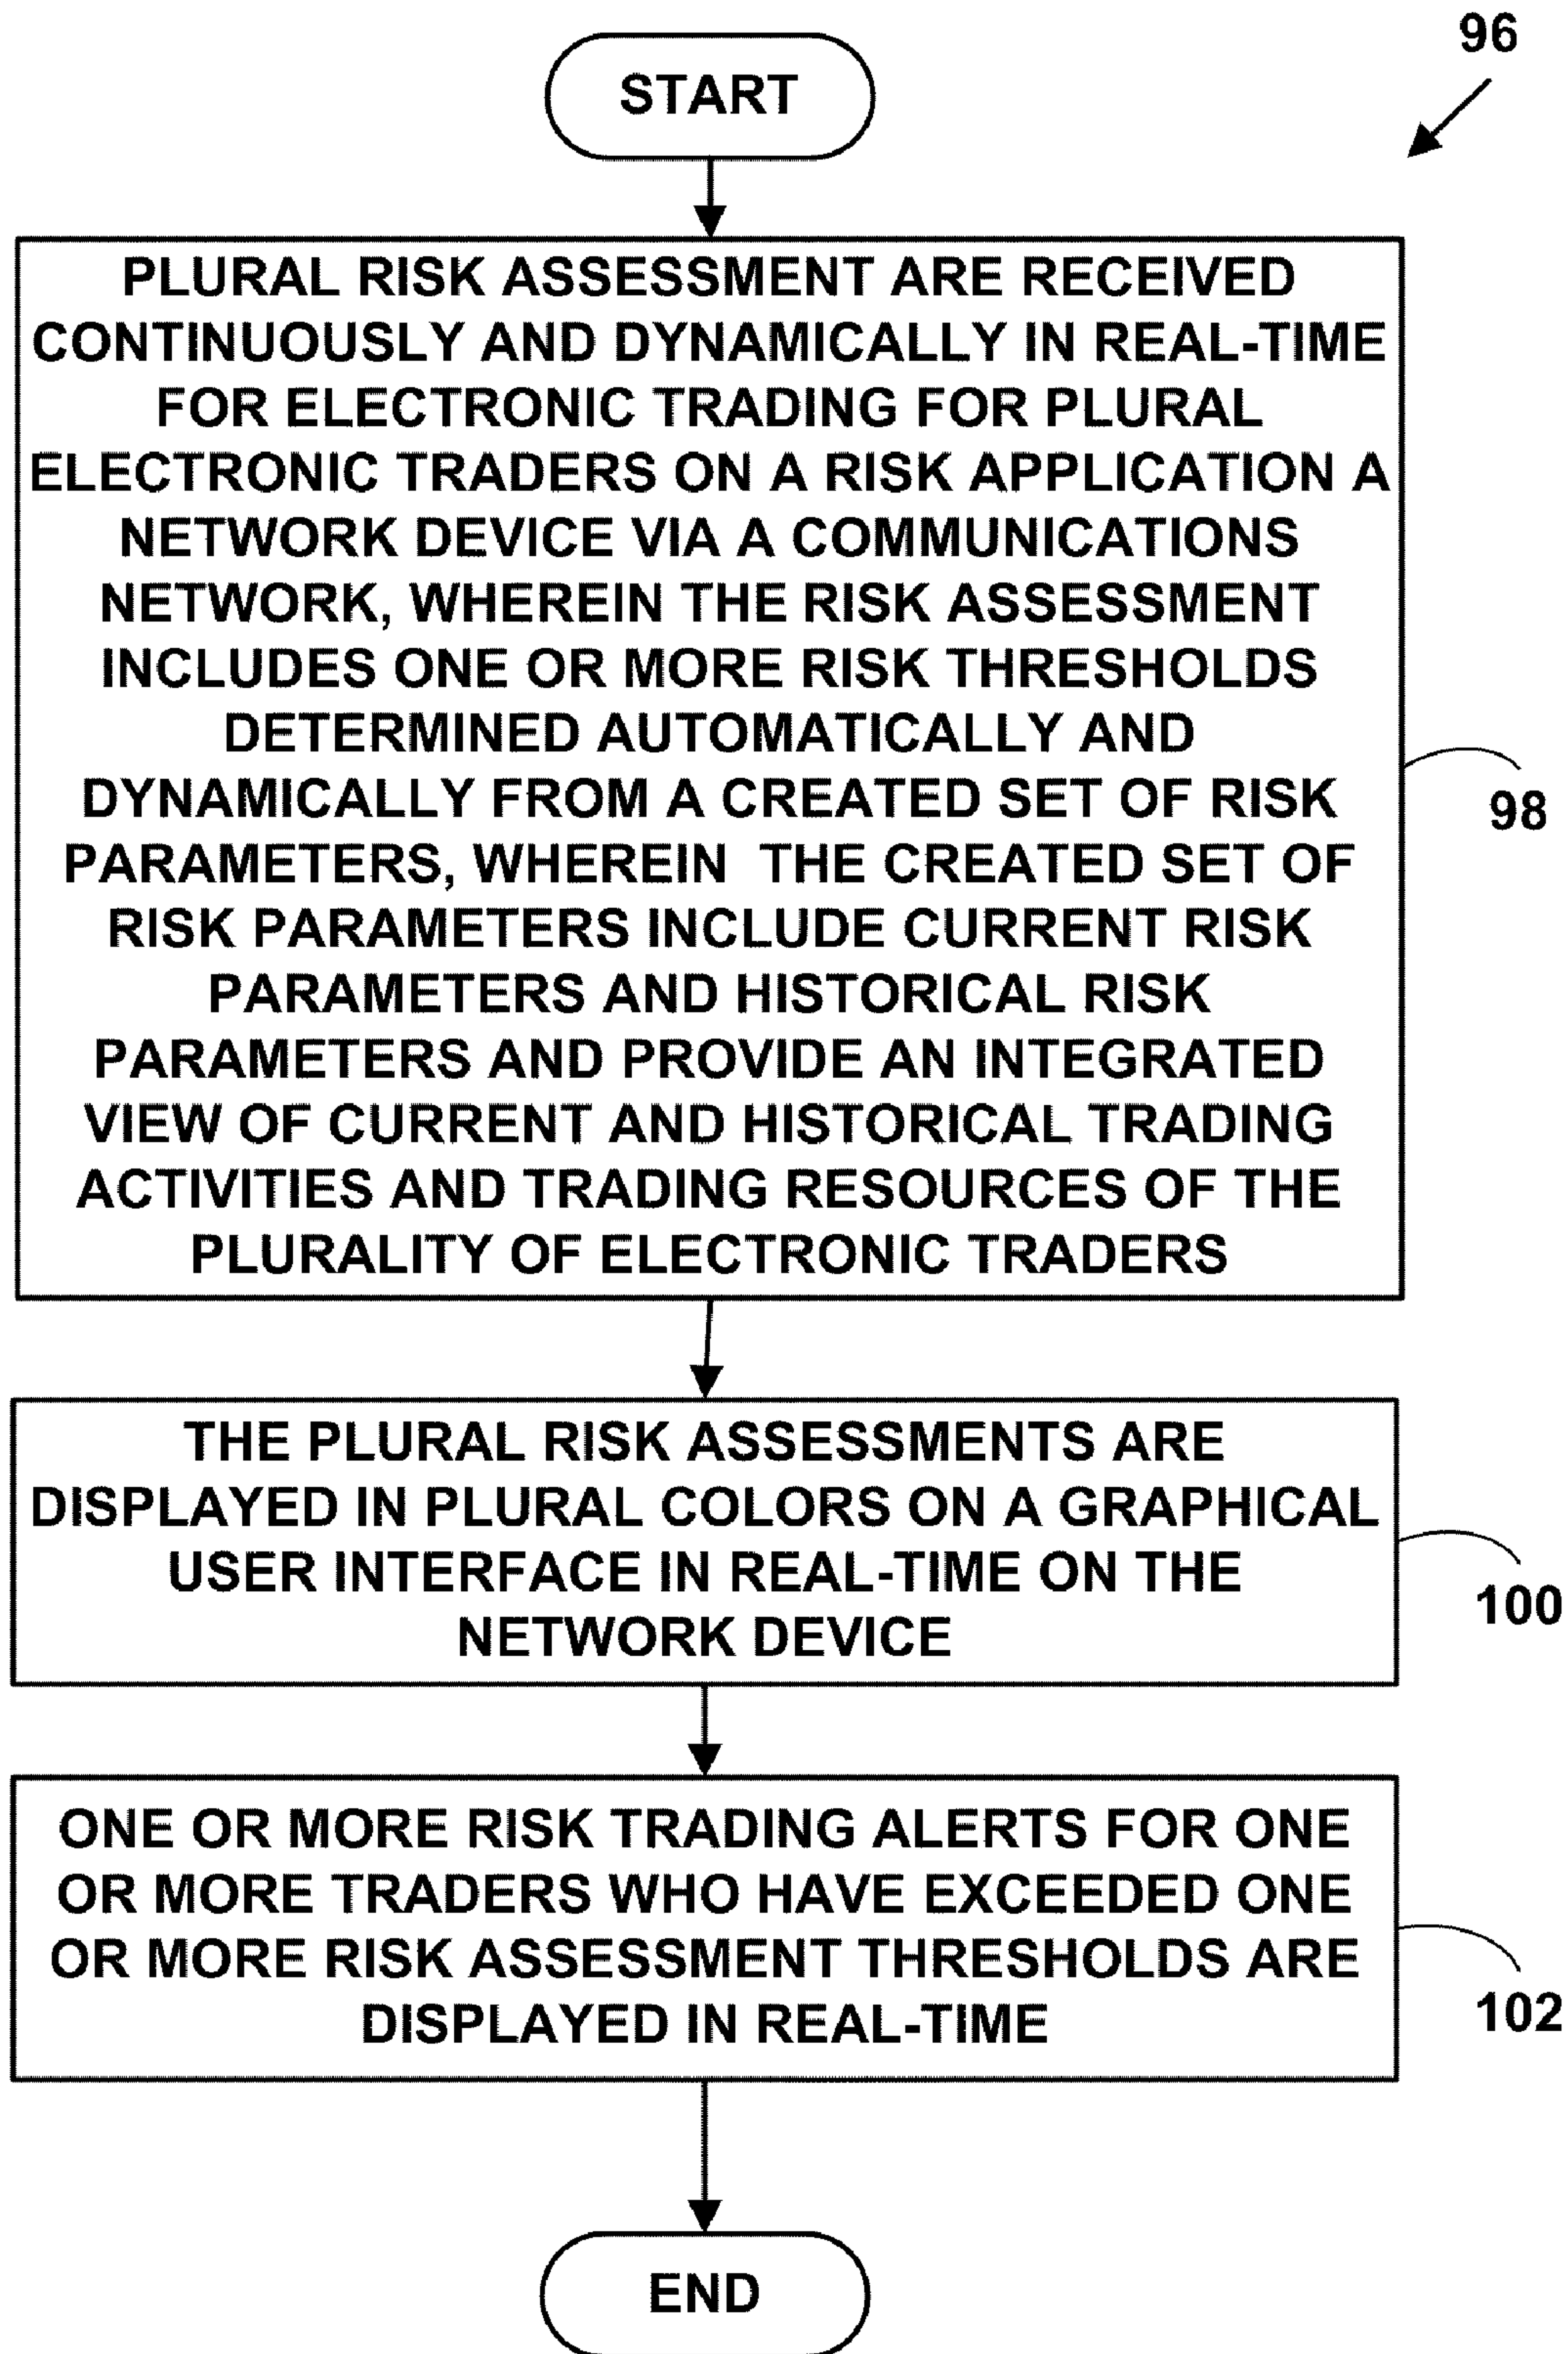 96
START
PLURAL RISK ASSESSMENT ARE RECEIVED
CONTINUOUSLY AND DYNAMICALLY IN REAL-TIME
FOR ELECTRONIC TRADING FOR PLURAL
ELECTRONIC TRADERS ON A RISK APPLICATION A
NETWORK DEVICE VIA A COMMUNICATIONS
NETWORK, WHEREIN THE RISK ASSESSMENT
INCLUDES ONE OR MORE RISK THRESHOLDS
DETERMINED AUTOMATICALLY AND
DYNAMICALLY FROM A CREATED SET OF RISK
PARAMETERS, WHEREIN THE CREATED SET OF
RISK PARAMETERS INCLUDE CURRENT RISK
PARAMETERS AND HISTORICAL RISK
PARAMETERS AND PROVIDE AN INTEGRATED
VIEW OF CURRENT AND HISTORICAL TRADING
ACTIVITIES AND TRADING RESOURCES OF THE
PLURALITY OF ELECTRONIC TRADERS
98
THE PLURAL RISK ASSESSMENTS ARE
DISPLAYED IN PLURAL COLORS ON A GRAPHICAL
USER INTERFACE IN REAL-TIME ON THE
NETWORK DEVICE
100
ONE OR MORE RISK TRADING ALERTS FOR ONE
OR MORE TRADERS WHO HAVE EXCEEDED ONE
OR MORE RISK ASSESSMENT THRESHOLDS ARE
DISPLAYED IN REAL-TIME
102
END